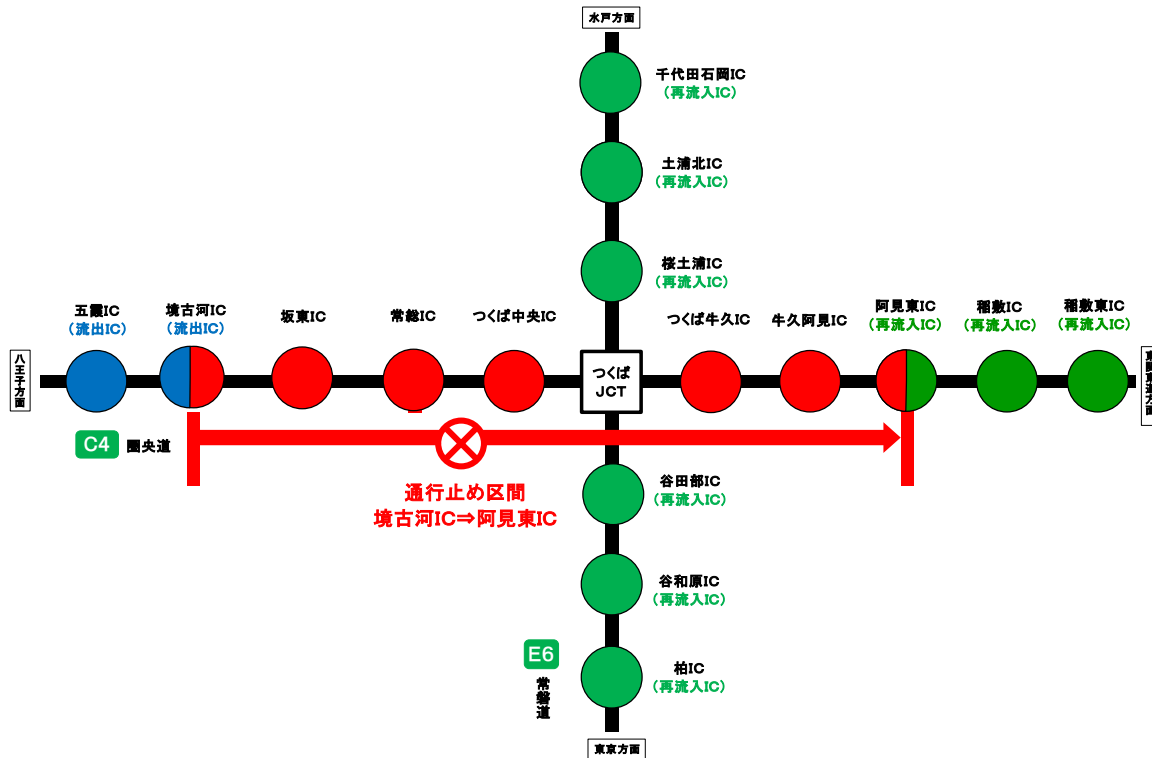 水戸方面
千代田石岡IC
(再流入IC)
土浦北IC
(再流入IC)
桜土浦IC
(再流入IC)
五霞IC
(流出IC)
境古河IC
(流出IC)
坂東IC
常総IC
つくば中央IC
つくば牛久IC
牛久阿見IC
阿見東IC
(再流入IC)
稲敷IC
(再流入IC)
稲敷東IC
(再流入IC)
八王子方面
つくば
JCT
東関東道方面
C4 圏央道
通行止め区間
境古河IC⇒阿見東IC
谷田部IC
(再流入IC)
谷和原IC
(再流入IC)
E6
常磐道
柏IC
(再流入IC)
東京方面